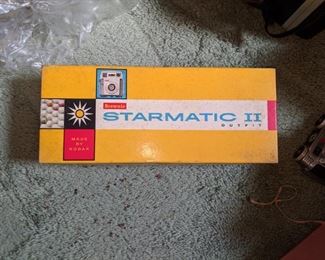 Brownie
STARMATIC II
OUTFIT
MADE
BY
KODAK